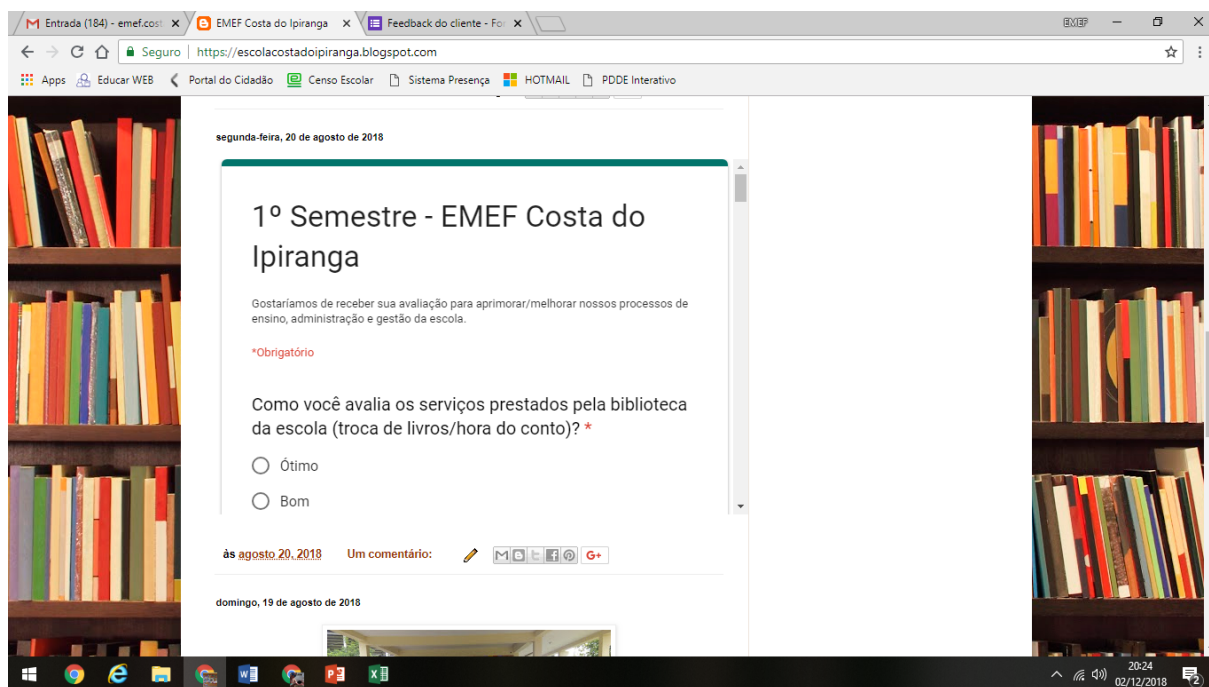 Entrada (184) - emef.cost
EMEF Costa do Ipiranga
Feedback do cliente - For
EMEF
Seguro
https://escolacostadoipiranga.blogspot.com
Apps
Educar WEB
Portal do Cidadão
Censo Escolar
Sistema Presença
HOTMAIL
PDDE Interativo
segunda-feira, 20 de agosto de 2018
1º Semestre - EMEF Costa do
Ipiranga
Gostaríamos de receber sua avaliação para aprimorar/melhorar nossos processos de
ensino, administração e gestão da escola.
*Obrigatório
Como você avalia os serviços prestados pela biblioteca
da escola (troca de livros/hora do conto)? *
Ótimo
Bom
às agosto 20, 2018 Um comentário:
G+
domingo, 19 de agosto de 2018
20:24
02/12/2018
2